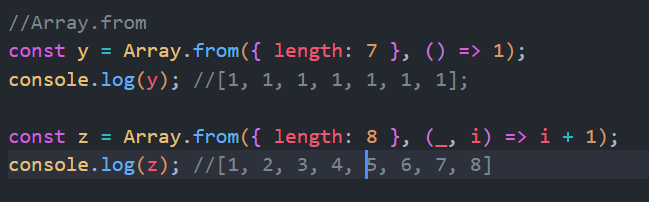 //Array.from
const y = Array.from({ length: 7 }, () => 1);
console.log(y); //[1, 1, 1, 1, 1, 1, 1];
const z = Array.from({ length: 8 }, (_, i) => i + 1);
console.log(z); //[1, 2, 3, 4, 5, 6, 7, 8]